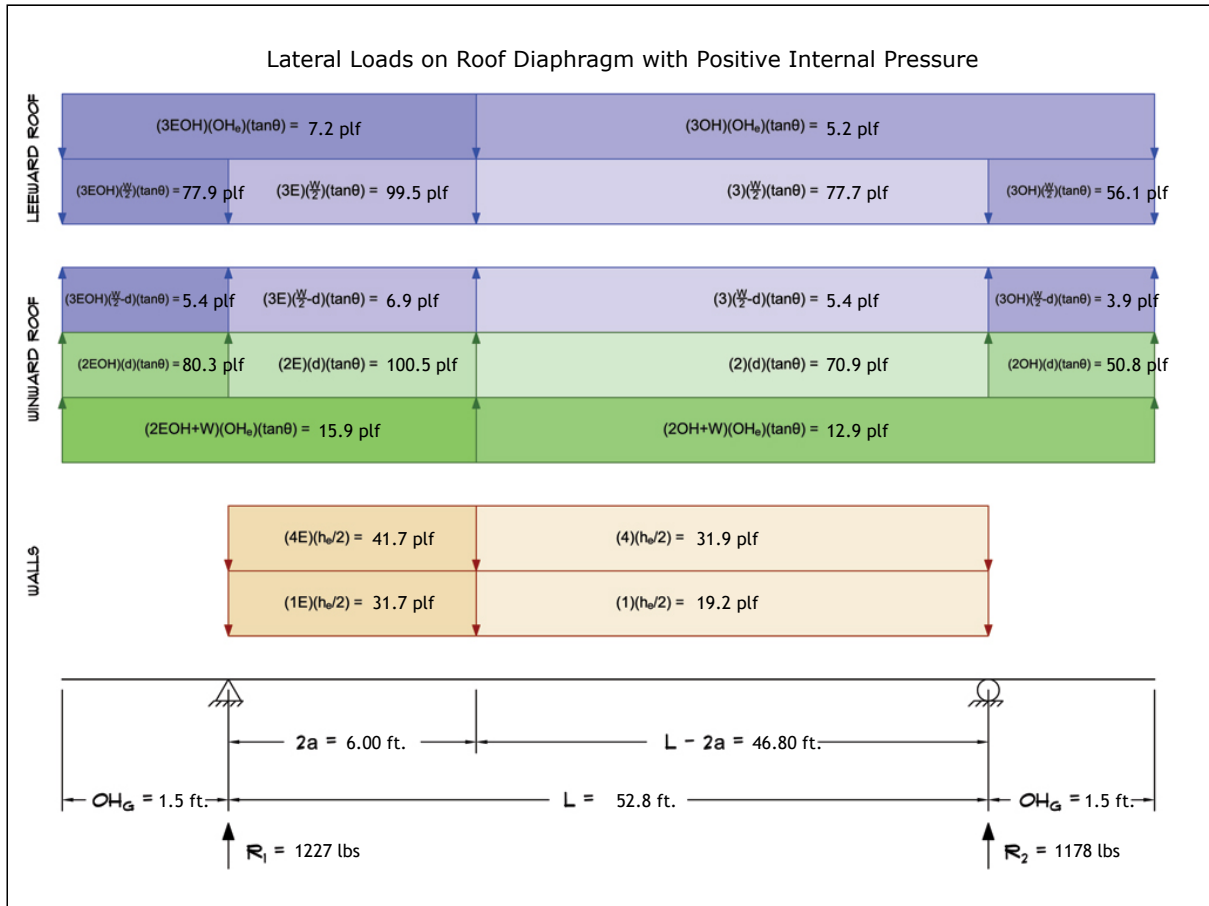 Lateral Loads on Roof Diaphragm with Positive Internal Pressure
LEEWARD ROOF
(3EOH)(OHₑ)(tanθ) = 7.2 plf
(3OH)(OHₑ)(tanθ) = 5.2 plf
(3EOH)(W/2)(tanθ) = 77.9 plf
(3E)(W/2)(tanθ) = 99.5 plf
(3)(W/2)(tanθ) = 77.7 plf
(3OH)(W/2)(tanθ) = 56.1 plf
WINWARD ROOF
(3EOH)(W/2-d)(tanθ) = 5.4 plf
(3E)(W/2-d)(tanθ) = 6.9 plf
(3)(W/2-d)(tanθ) = 5.4 plf
(3OH)(W/2-d)(tanθ) = 3.9 plf
(2EOH)(d)(tanθ) = 80.3 plf
(2E)(d)(tanθ) = 100.5 plf
(2)(d)(tanθ) = 70.9 plf
(2OH)(d)(tanθ) = 50.8 plf
(2EOH+W)(OHₑ)(tanθ) = 15.9 plf
(2OH+W)(OHₑ)(tanθ) = 12.9 plf
WALLS
(4E)(hₑ/2) = 41.7 plf
(4)(hₑ/2) = 31.9 plf
(1E)(hₑ/2) = 31.7 plf
(1)(hₑ/2) = 19.2 plf
2a = 6.00 ft.
L - 2a = 46.80 ft.
OH_G = 1.5 ft.
L = 52.8 ft.
OH_G = 1.5 ft.
R₁ = 1227 lbs
R₂ = 1178 lbs